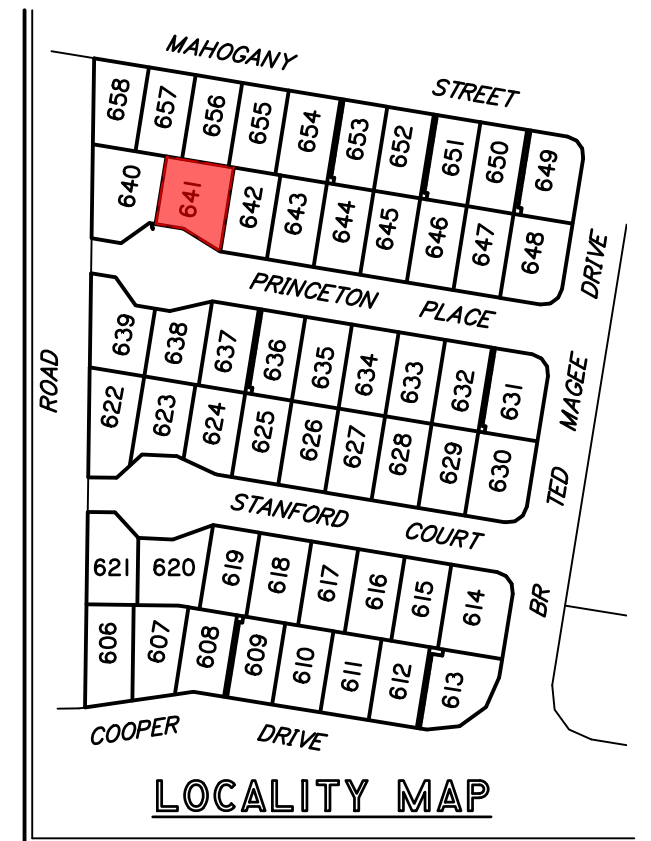 MAHOGANY STREET
658 657 656 655 654 653 652 651 650 649
640 641 642 643 644 645 646 647 648
DRIVE
PRINCETON PLACE
639 638 637 636 635 634 633 632 631
ROAD
MAGEE
622 623 624 625 626 627 628 629 630
TED
STANFORD COURT
621 620 619 618 617 616 615 614
BR
606 607 608 609 610 611 612 613
COOPER DRIVE
LOCALITY MAP